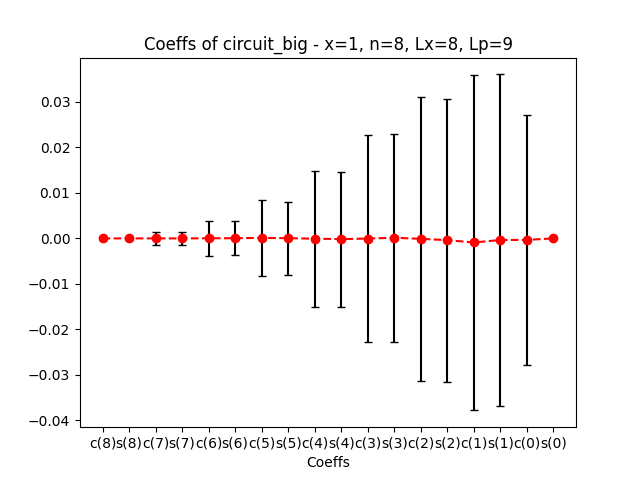 Coeffs of circuit_big - x=1, n=8, Lx=8, Lp=9
0.03
0.02
0.01
0.00
−0.01
−0.02
−0.03
−0.04
c(8)s(8) c(7)s(7) c(6)s(6) c(5)s(5)c(4)s(4)c(3)s(3)c(2)s(2)c(1)s(1)c(0)s(0)
Coeffs